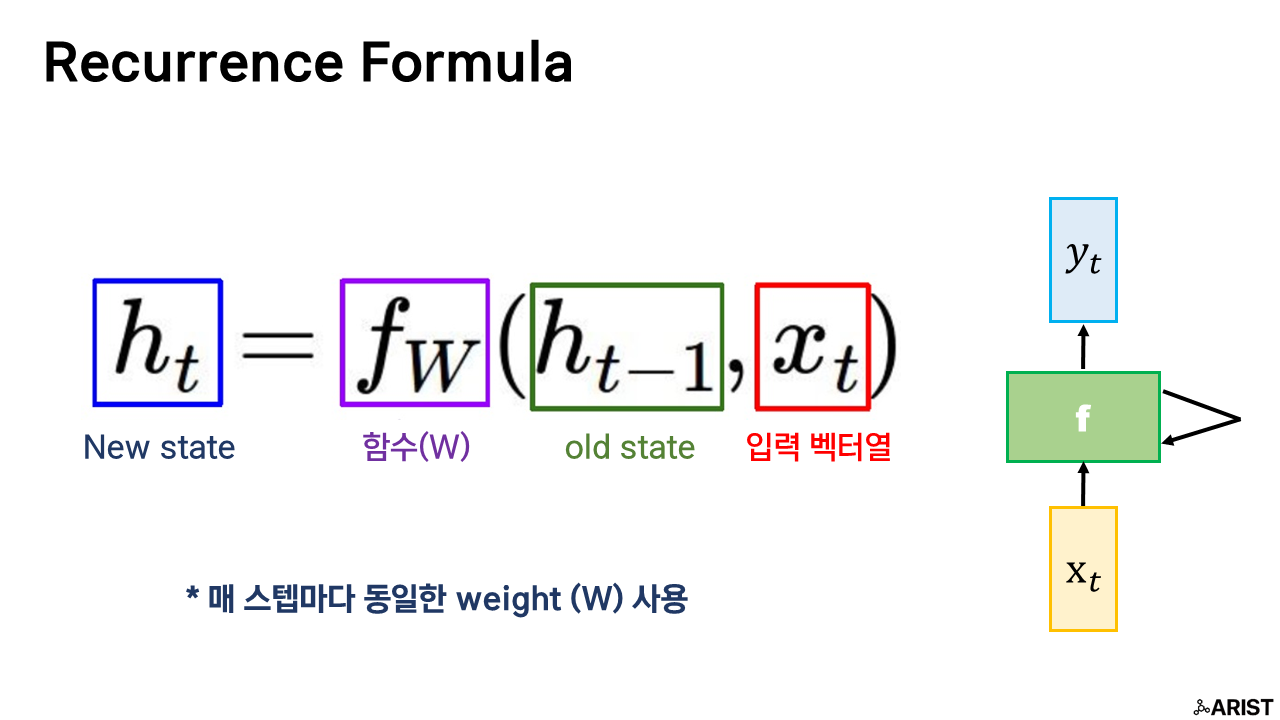 Recurrence Formula
h_t = f_W(h_{t-1}, x_t)
New state 함수(W) old state 입력 벡터열
* 매 스텝마다 동일한 weight (W) 사용
y_t
f
x_t
ARIST